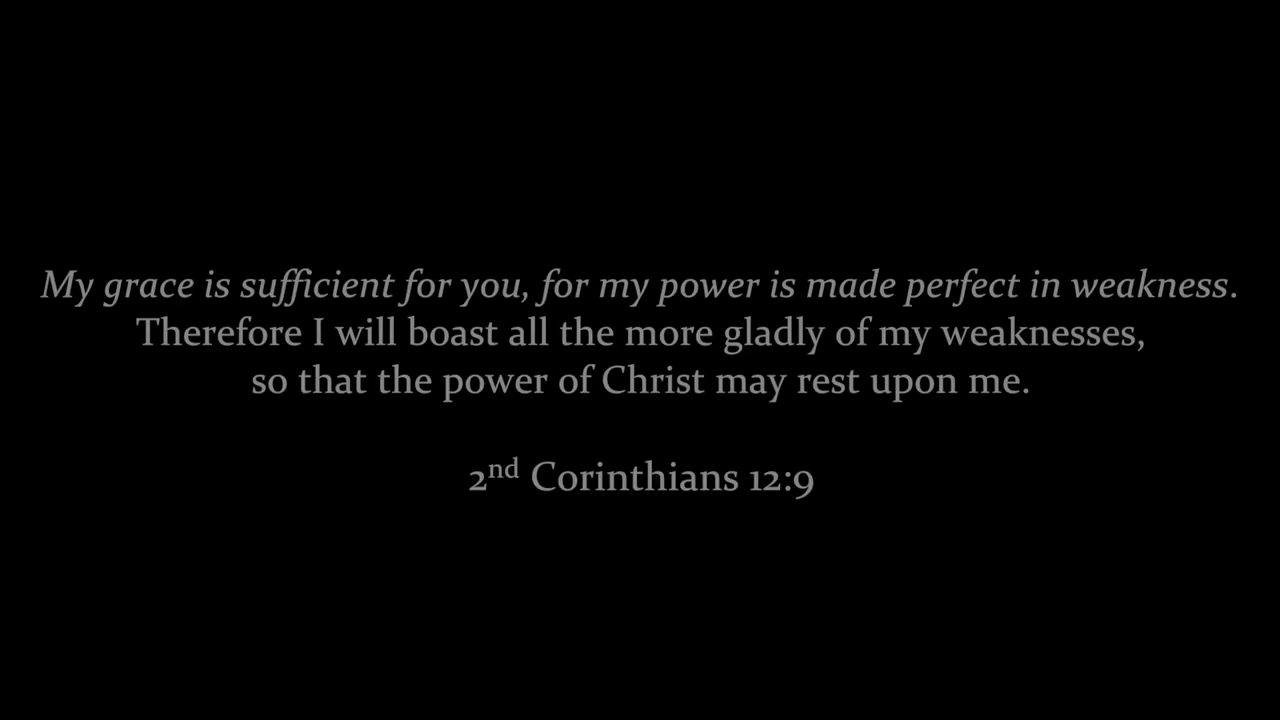 My grace is sufficient for you, for my power is made perfect in weakness.
Therefore I will boast all the more gladly of my weaknesses,
so that the power of Christ may rest upon me.
2nd Corinthians 12:9